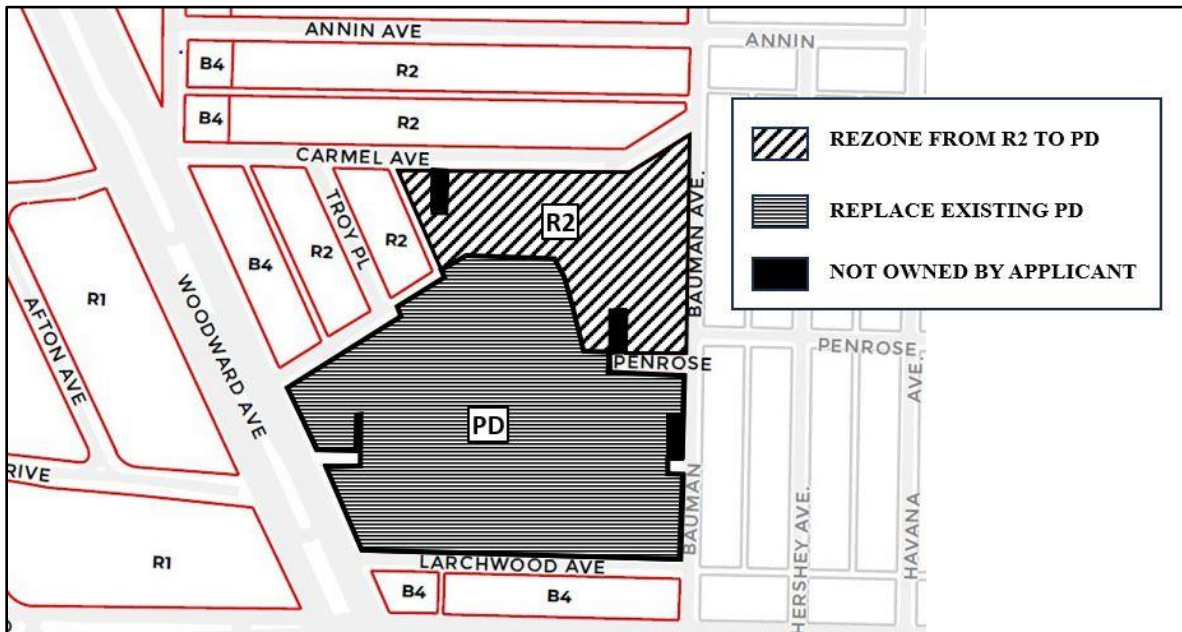 ANNIN AVE
ANNIN
B4
R2
B4
R2
CARMEL AVE
REZONE FROM R2 TO PD
REPLACE EXISTING PD
NOT OWNED BY APPLICANT
TROY PL
R2
BAUMAN AVE.
R2
R2
B4
R1
AFTON AVE
WOODWARD AVE
PENROSE
PENROSE
AVE.
PD
RIVE
BAUMAN
HERSHEY AVE.
HAVANA
R1
LARCHWOOD AVE
B4
B4